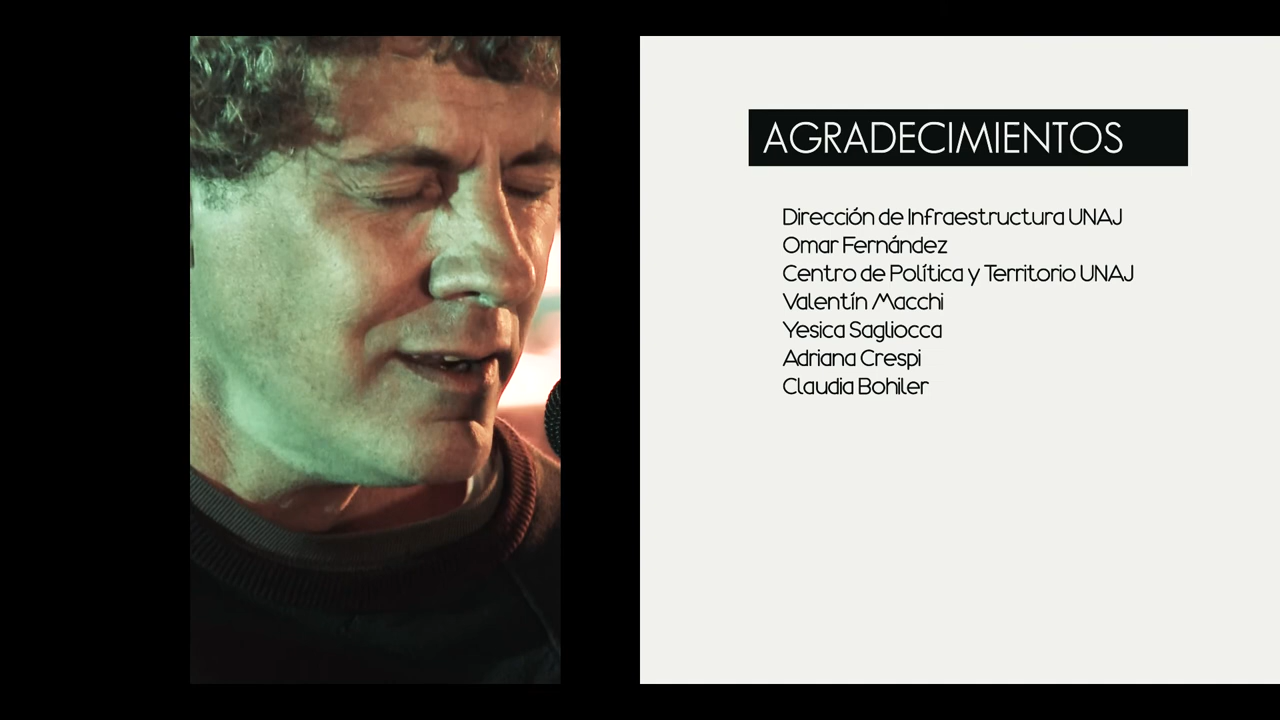 AGRADECIMIENTOS
Dirección de Infraestructura UNAJ
Omar Fernández
Centro de Política y Territorio UNAJ
Valentín Macchi
Yesica Sagliocca
Adriana Crespi
Claudia Bohiler